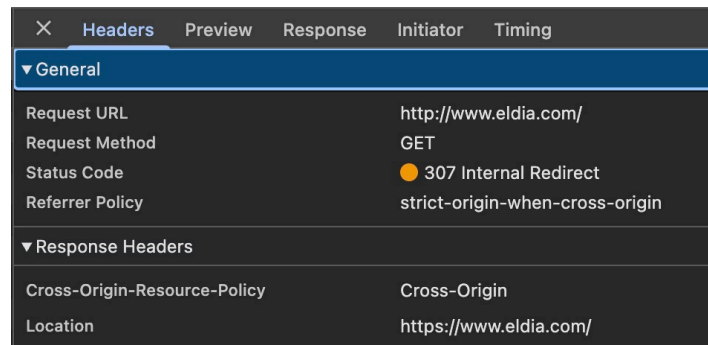 Headers Preview Response Initiator Timing
General
Request URL http://www.eldia.com/
Request Method GET
Status Code 307 Internal Redirect
Referrer Policy strict-origin-when-cross-origin
Response Headers
Cross-Origin-Resource-Policy Cross-Origin
Location https://www.eldia.com/